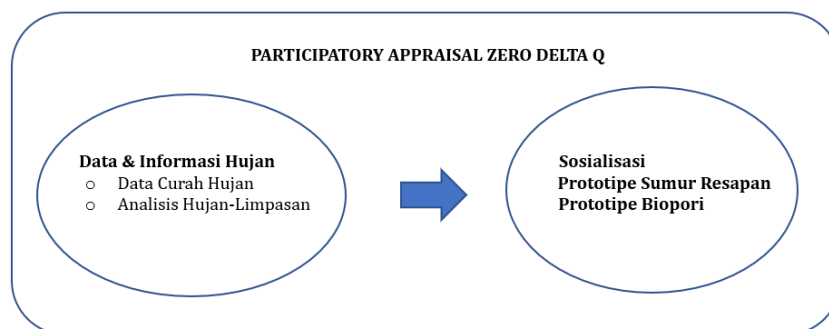 PARTICIPATORY APPRAISAL ZERO DELTA Q
Data & Informasi Hujan
o Data Curah Hujan
o Analisis Hujan-Limpasan
Sosialisasi
Prototipe Sumur Resapan
Prototipe Biopori